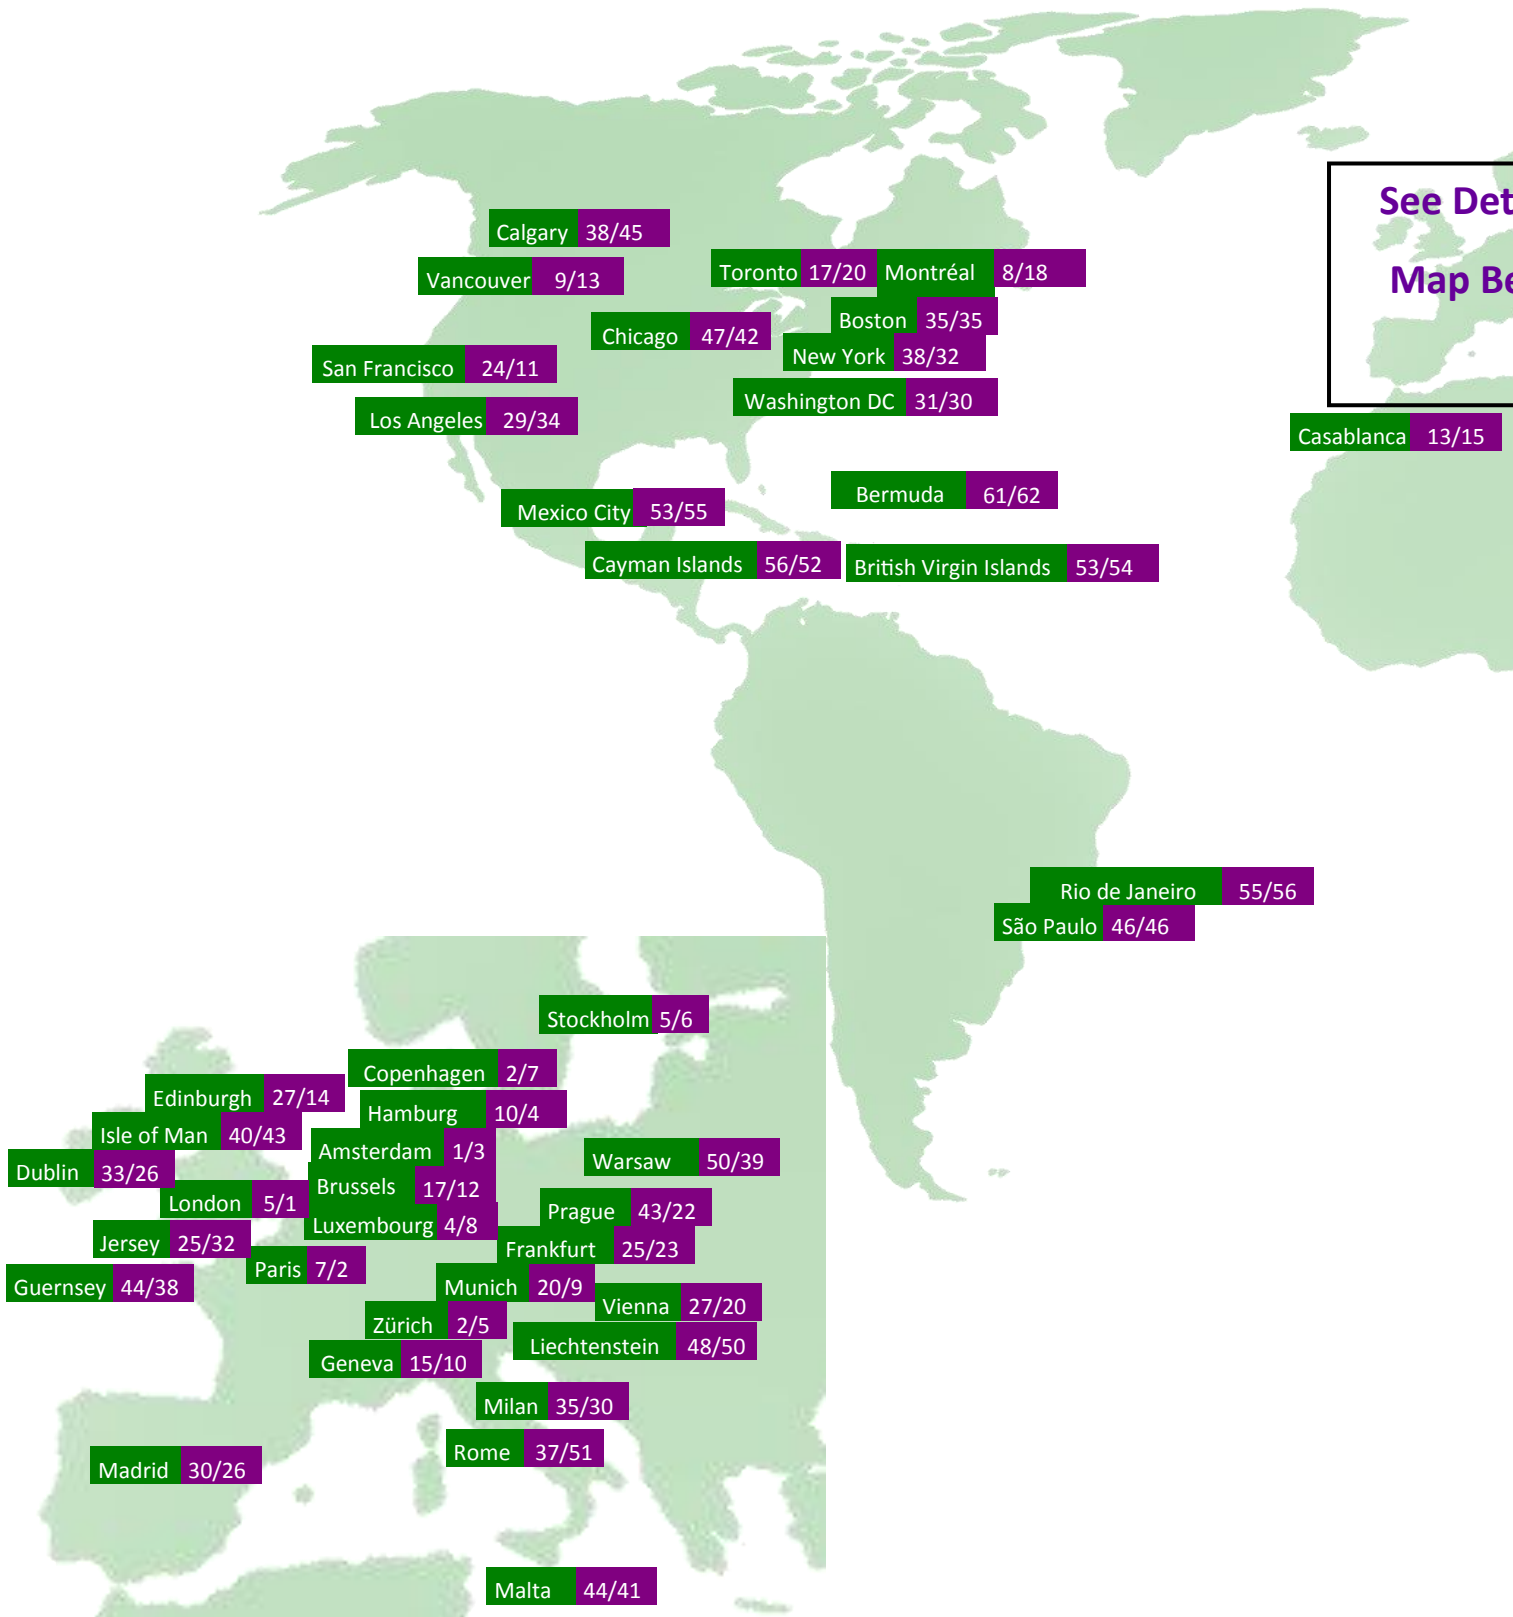 Calgary 38/45
Vancouver 9/13
Toronto 17/20 Montréal 8/18
Boston 35/35
Chicago 47/42
New York 38/32
San Francisco 24/11
Washington DC 31/30
Los Angeles 29/34
See Det
Map Be
Casablanca 13/15
Bermuda 61/62
Mexico City 53/55
Cayman Islands 56/52 British Virgin Islands 53/54
Rio de Janeiro 55/56
São Paulo 46/46
Stockholm 5/6
Copenhagen 2/7
Edinburgh 27/14
Hamburg 10/4
Isle of Man 40/43
Amsterdam 1/3
Warsaw 50/39
Dublin 33/26
Brussels 17/12
London 5/1
Prague 43/22
Luxembourg 4/8
Jersey 25/32
Frankfurt 25/23
Paris 7/2
Guernsey 44/38
Munich 20/9
Vienna 27/20
Zürich 2/5
Liechtenstein 48/50
Geneva 15/10
Milan 35/30
Rome 37/51
Madrid 30/26
Malta 44/41